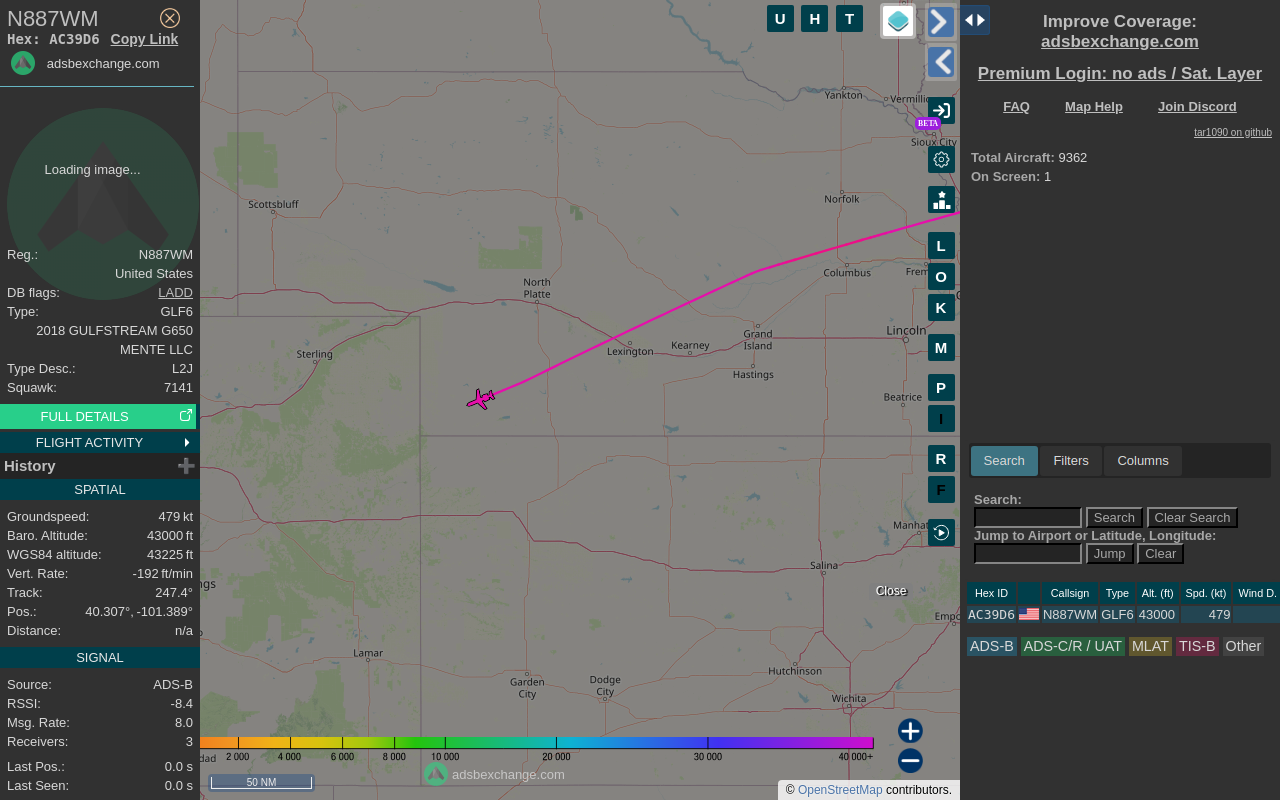 N887WM
Hex: AC39D6 Copy Link
adsbexchange.com
Loading image...
Reg.: N887WM
United States
DB flags: LADD
Type: GLF6
2018 GULFSTREAM G650
MENTE LLC
Type Desc.: L2J
Squawk: 7141
FULL DETAILS
FLIGHT ACTIVITY
History
SPATIAL
Groundspeed: 479 kt
Baro. Altitude: 43000 ft
WGS84 altitude: 43225 ft
Vert. Rate: -192 ft/min
Track: 247.4°
Pos.: 40.307°, -101.389°
Distance: n/a
SIGNAL
Source: ADS-B
RSSI: -8.4
Msg. Rate: 8.0
Receivers: 3
Last Pos.: 0.0 s
Last Seen: 0.0 s
U H T
Yankton
Vermilli
BETA
Sioux City
Scottsbluff
Norfolk
L
Columbus
Frem
North
Platte
O
K
Lincoln
Grand
Island
Sterling
Lexington
Kearney
M
Hastings
P
Beatrice
I
R
F
Manhat
Salina
ngs
Close
Empo
Lamar
Hutchinson
Garden
City
Dodge
City
Wichita
dad
2 000 4 000 6 000 8 000 10 000 20 000 30 000 40 000+
adsbexchange.com
50 NM
© OpenStreetMap contributors.
Improve Coverage:
adsbexchange.com
Premium Login: no ads / Sat. Layer
FAQ Map Help Join Discord
tar1090 on github
Total Aircraft: 9362
On Screen: 1
Search Filters Columns
Search:
Search Clear Search
Jump to Airport or Latitude, Longitude:
Jump Clear
Hex ID Callsign Type Alt. (ft) Spd. (kt) Wind D.
AC39D6 N887WM GLF6 43000 479
ADS-B ADS-C/R / UAT MLAT TIS-B Other